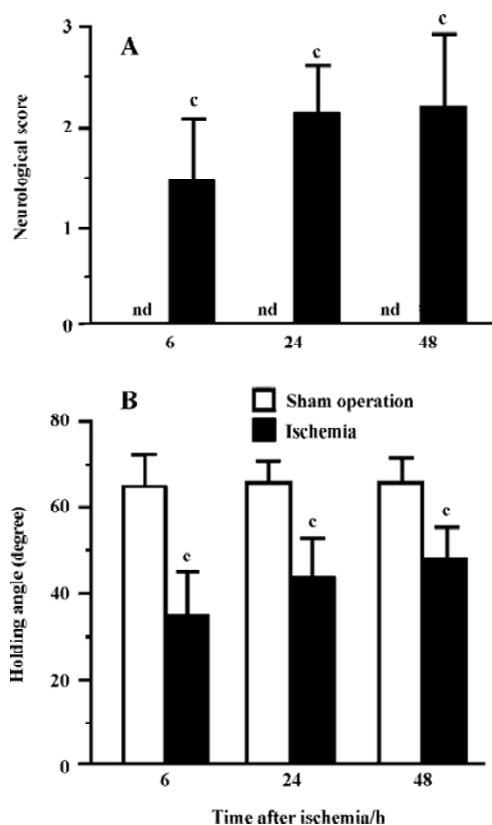 3
A
c
c
c
2
Neurological score
1
nd
nd
nd
0
6
24
48
80
B
Sham operation
Ischemia
60
c
c
c
Holding angle (degree)
40
20
0
6
24
48
Time after ischemia/h